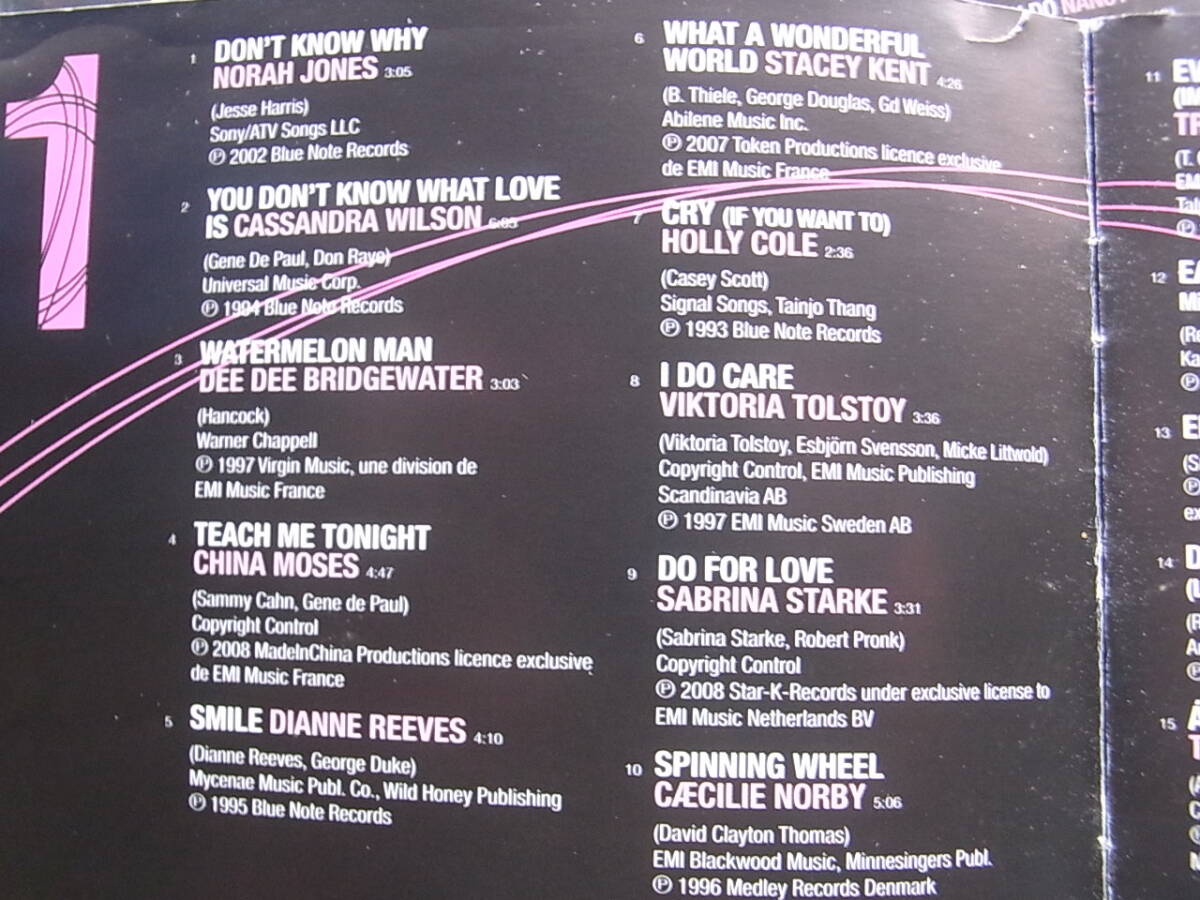 1
1 DON'T KNOW WHY
NORAH JONES 3:05
(Jesse Harris)
Sony/ATV Songs LLC
℗ 2002 Blue Note Records
2 YOU DON'T KNOW WHAT LOVE
IS CASSANDRA WILSON
(Gene De Paul, Don Raye)
Universal Music Corp.
℗ 1994 Blue Note Records
3 WATERMELON MAN
DEE DEE BRIDGEWATER 3:03
(Hancock)
Warner Chappell
℗ 1997 Virgin Music, une division de
EMI Music France
4 TEACH ME TONIGHT
CHINA MOSES 4:47
(Sammy Cahn, Gene de Paul)
Copyright Control
℗ 2008 MadeInChina Productions licence exclusive
de EMI Music France
5 SMILE DIANNE REEVES 4:10
(Dianne Reeves, George Duke)
Mycenae Music Publ. Co., Wild Honey Publishing
℗ 1995 Blue Note Records
6 WHAT A WONDERFUL
WORLD STACEY KENT 4:26
(B. Thiele, George Douglas, Gd Weiss)
Abilene Music Inc.
℗ 2007 Token Productions licence exclusive
de EMI Music France
7 CRY (IF YOU WANT TO)
HOLLY COLE 2:36
(Casey Scott)
Signal Songs, Tainjo Thang
℗ 1993 Blue Note Records
8 I DO CARE
VIKTORIA TOLSTOY 3:36
(Viktoria Tolstoy, Esbjörn Svensson, Micke Littwold)
Copyright Control, EMI Music Publishing
Scandinavia AB
℗ 1997 EMI Music Sweden AB
9 DO FOR LOVE
SABRINA STARKE 3:31
(Sabrina Starke, Robert Pronk)
Copyright Control
℗ 2008 Star-K-Records under exclusive license to
EMI Music Netherlands BV
10 SPINNING WHEEL
CÆCILIE NORBY 5:06
(David Clayton Thomas)
EMI Blackwood Music, Minnesingers Publ.
℗ 1996 Medley Records Denmark
11
12
13
14
15